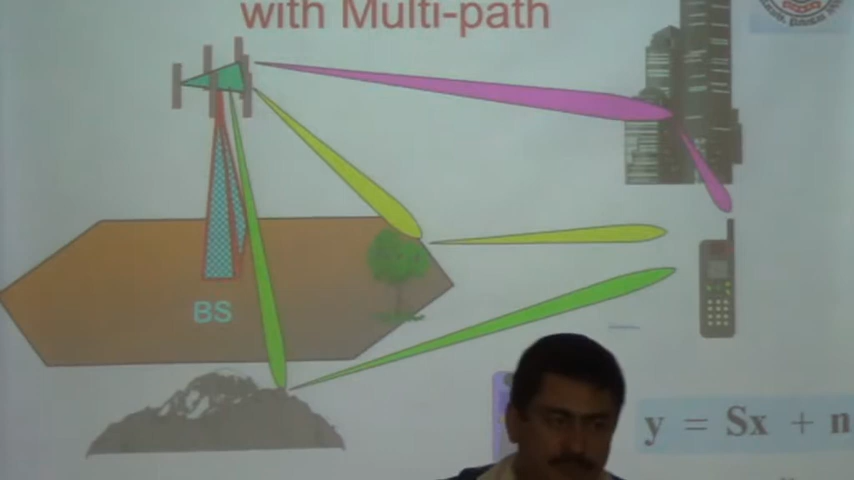 with Multi-path
BS
y = Sx + n